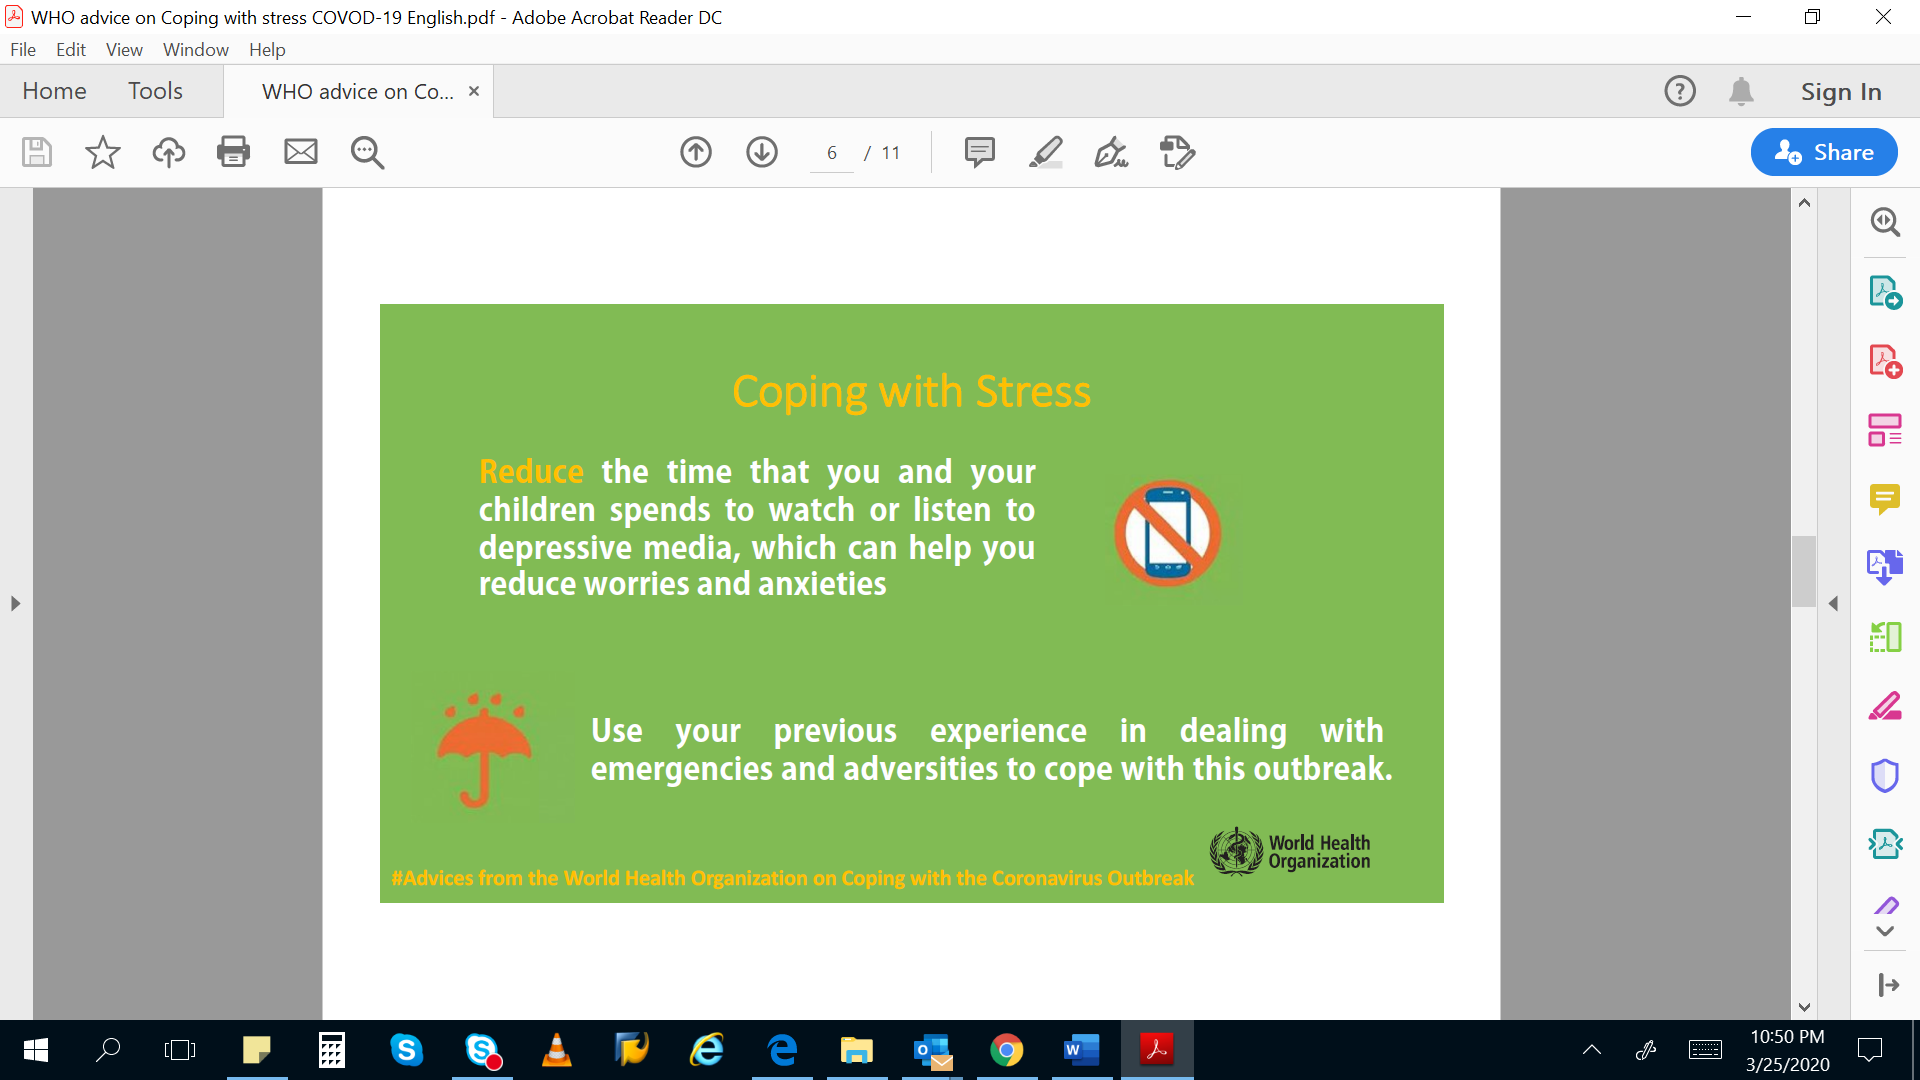 WHO advice on Coping with stress COVOD-19 English.pdf - Adobe Acrobat Reader DC
File Edit View Window Help
Home Tools WHO advice on Co... × Sign In
6 / 11 Share
Coping with Stress
Reduce the time that you and your
children spends to watch or listen to
depressive media, which can help you
reduce worries and anxieties
Use your previous experience in dealing with
emergencies and adversities to cope with this outbreak.
World Health
Organization
#Advices from the World Health Organization on Coping with the Coronavirus Outbreak
10:50 PM
3/25/2020